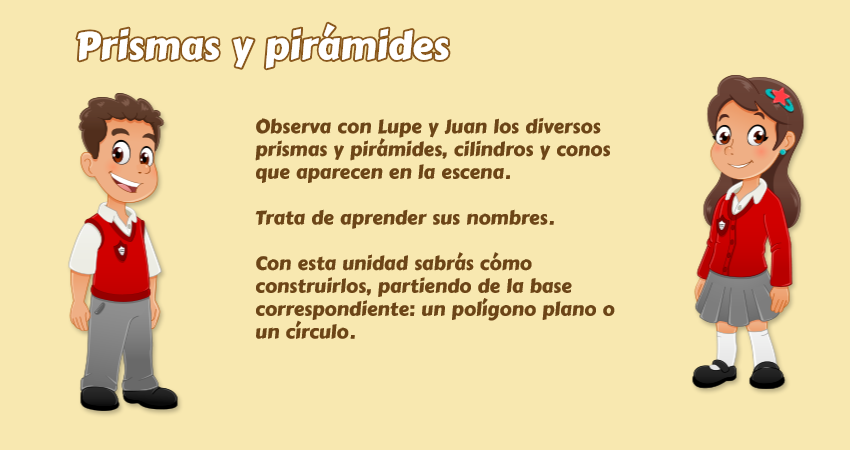 Prismas y pirámides
Observa con Lupe y Juan los diversos
prismas y pirámides, cilindros y conos
que aparecen en la escena.
Trata de aprender sus nombres.
Con esta unidad sabrás cómo
construirlos, partiendo de la base
correspondiente: un polígono plano o
un círculo.